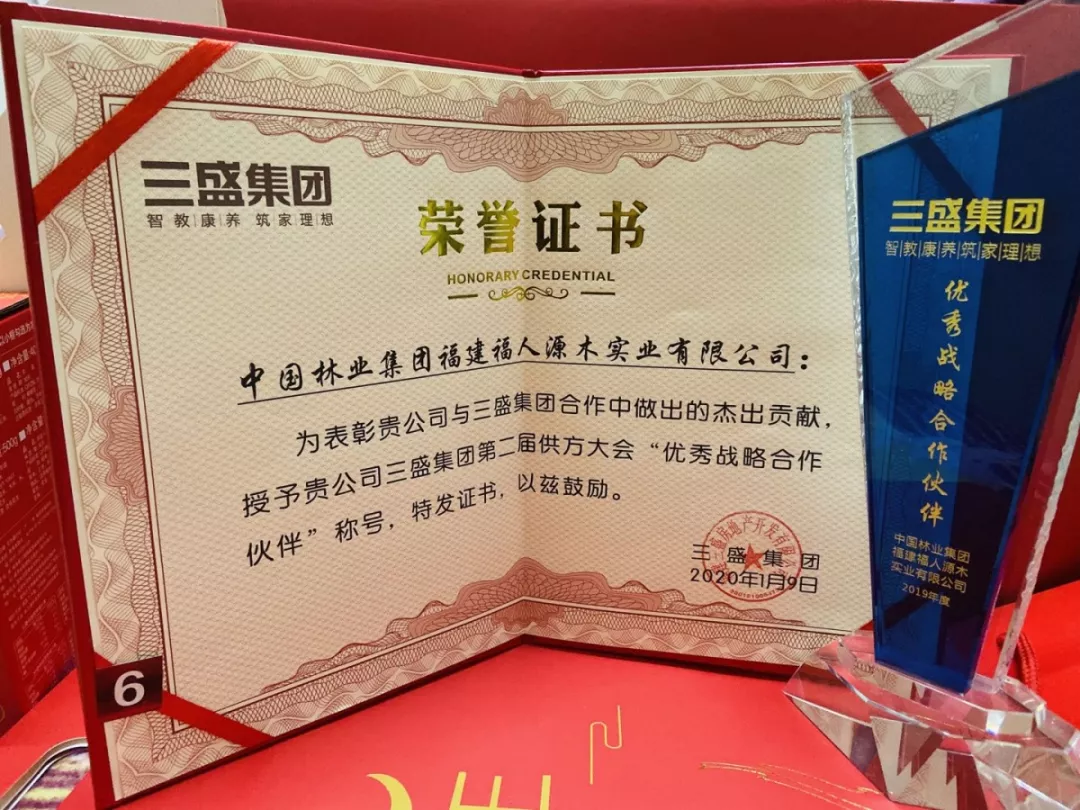 三盛集团
智教康养 筑家理想
荣誉证书
HONORARY CREDENTIAL
中国林业集团福建福人源木实业有限公司：
为表彰贵公司与三盛集团合作中做出的杰出贡献，
授予贵公司三盛集团第二届供方大会“优秀战略合作
伙伴”称号，特发证书，以兹鼓励。
三盛集团
2020年1月9日
6
三盛集团
智|教|康|养|筑|家|理|想
优秀战略合作伙伴
中国林业集团
福建福人源木
实业有限公司
2019年度
500g
净含量